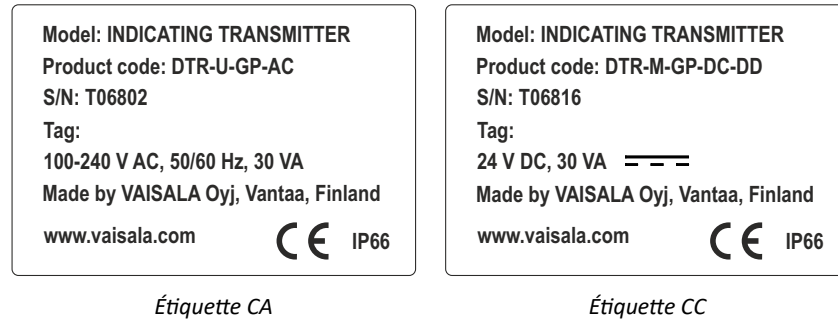 Model: INDICATING TRANSMITTER
Product code: DTR-U-GP-AC
S/N: T06802
Tag:
100-240 V AC, 50/60 Hz, 30 VA
Made by VAISALA Oyj, Vantaa, Finland
www.vaisala.com CE IP66
Étiquette CA
Model: INDICATING TRANSMITTER
Product code: DTR-M-GP-DC-DD
S/N: T06816
Tag:
24 V DC, 30 VA
Made by VAISALA Oyj, Vantaa, Finland
www.vaisala.com CE IP66
Étiquette CC